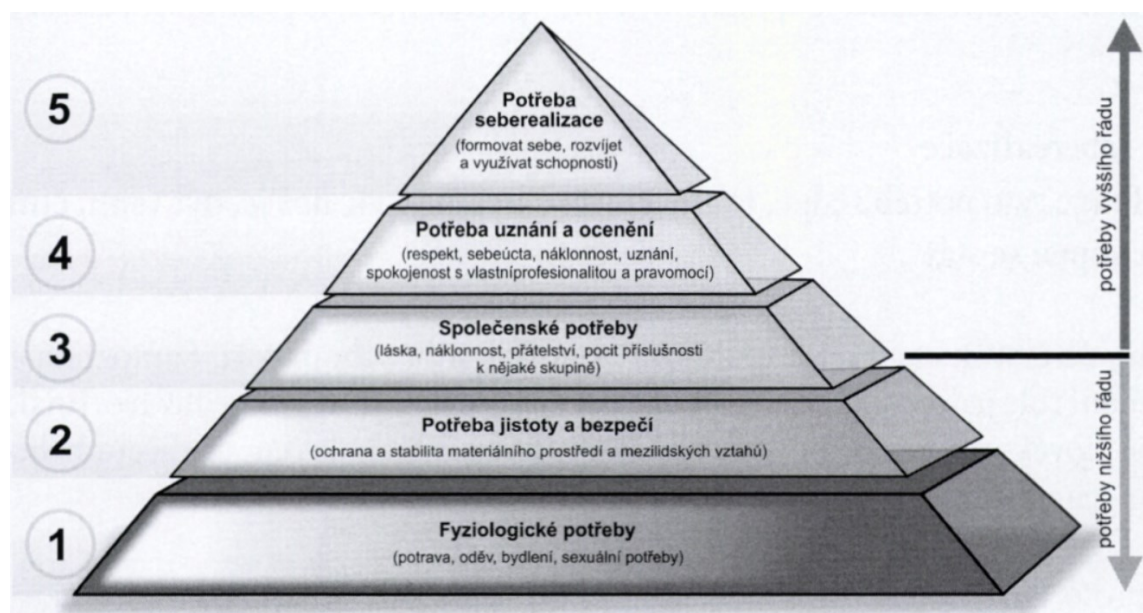 5
Potřeba
seberealizace
(formovat sebe, rozvíjet
a využívat schopnosti)
4
Potřeba uznání a ocenění
(respekt, sebeúcta, náklonnost, uznání,
spokojenost s vlastníprofesionalitou a pravomocí)
3
Společenské potřeby
(láska, náklonnost, přátelství, pocit příslušnosti
k nějaké skupině)
2
Potřeba jistoty a bezpečí
(ochrana a stabilita materiálního prostředí a mezilidských vztahů)
1
Fyziologické potřeby
(potrava, oděv, bydlení, sexuální potřeby)
potřeby vyššího řádu
potřeby nižšího řádu